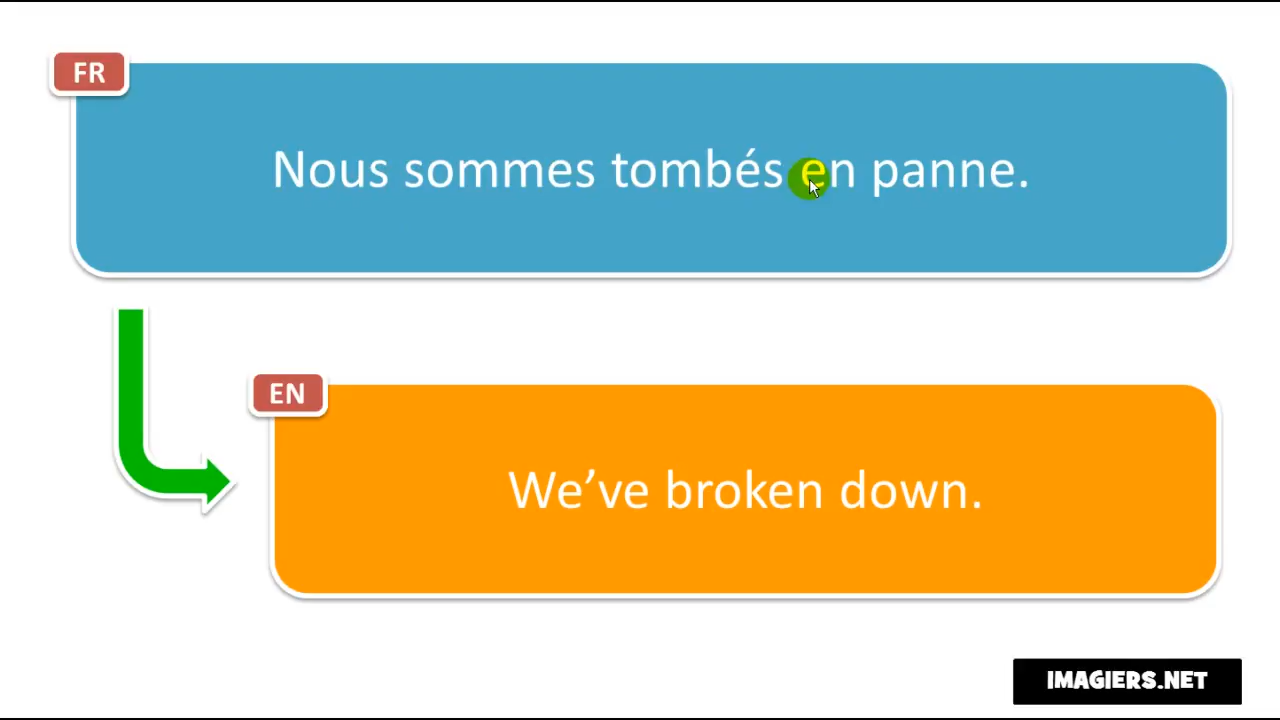 FR
Nous sommes tombés en panne.
EN
We’ve broken down.
IMAGIERS.NET